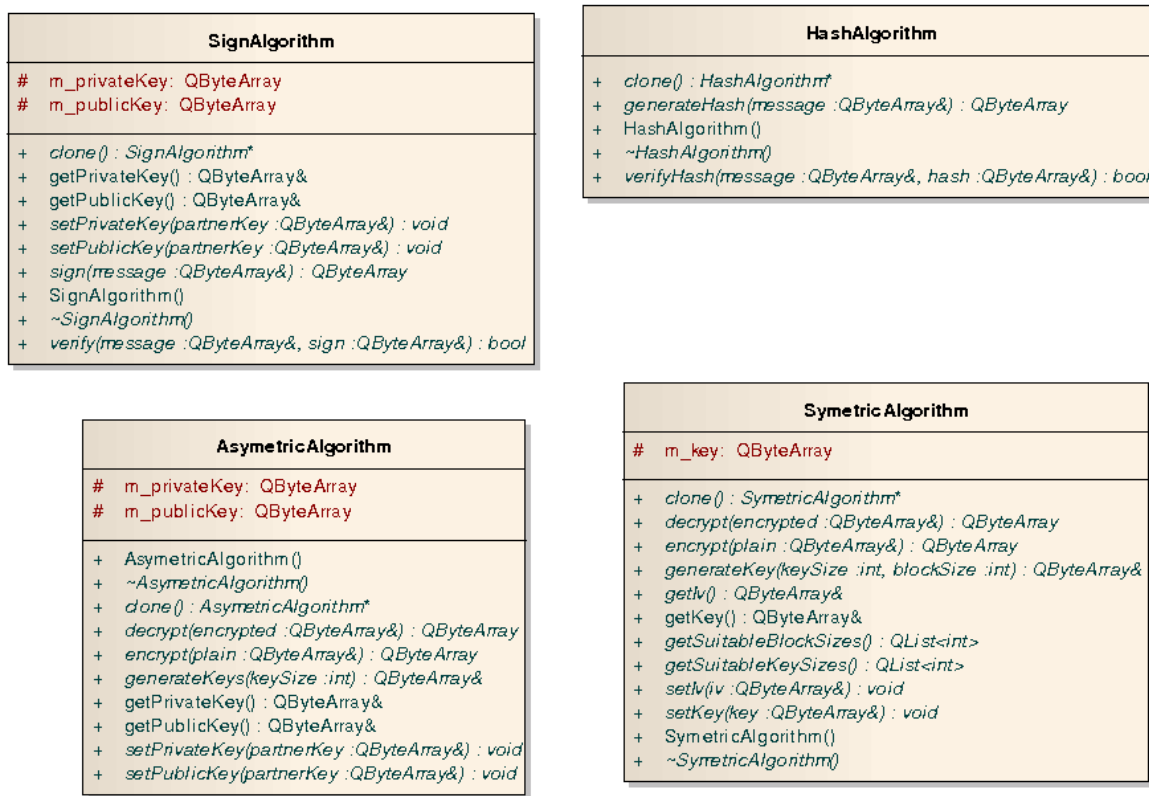 SignAlgorithm
# m_privateKey: QByteArray
# m_publicKey: QByteArray
+ clone() : SignAlgorithm*
+ getPrivateKey() : QByteArray&
+ getPublicKey() : QByteArray&
+ setPrivateKey(partnerKey :QByteArray&) : void
+ setPublicKey(partnerKey :QByteArray&) : void
+ sign(message :QByteArray&) : QByteArray
+ SignAlgorithm()
+ ~SignAlgorithm()
+ verify(message :QByteArray&, sign :QByteArray&) : bool
HashAlgorithm
+ clone() : HashAlgorithm*
+ generateHash(message :QByteArray&) : QByteArray
+ HashAlgorithm()
+ ~HashAlgorithm()
+ verifyHash(message :QByteArray&, hash :QByteArray&) : bool
AsymetricAlgorithm
# m_privateKey: QByteArray
# m_publicKey: QByteArray
+ AsymetricAlgorithm()
+ ~AsymetricAlgorithm()
+ clone() : AsymetricAlgorithm*
+ decrypt(encrypted :QByteArray&) : QByteArray
+ encrypt(plain :QByteArray&) : QByteArray
+ generateKeys(keySize :int) : QByteArray&
+ getPrivateKey() : QByteArray&
+ getPublicKey() : QByteArray&
+ setPrivateKey(partnerKey :QByteArray&) : void
+ setPublicKey(partnerKey :QByteArray&) : void
SymetricAlgorithm
# m_key: QByteArray
+ clone() : SymetricAlgorithm*
+ decrypt(encrypted :QByteArray&) : QByteArray
+ encrypt(plain :QByteArray&) : QByteArray
+ generateKey(keySize :int, blockSize :int) : QByteArray&
+ getIv() : QByteArray&
+ getKey() : QByteArray&
+ getSuitableBlockSizes() : QList<int>
+ getSuitableKeySizes() : QList<int>
+ setIv(iv :QByteArray&) : void
+ setKey(key :QByteArray&) : void
+ SymetricAlgorithm()
+ ~SymetricAlgorithm()